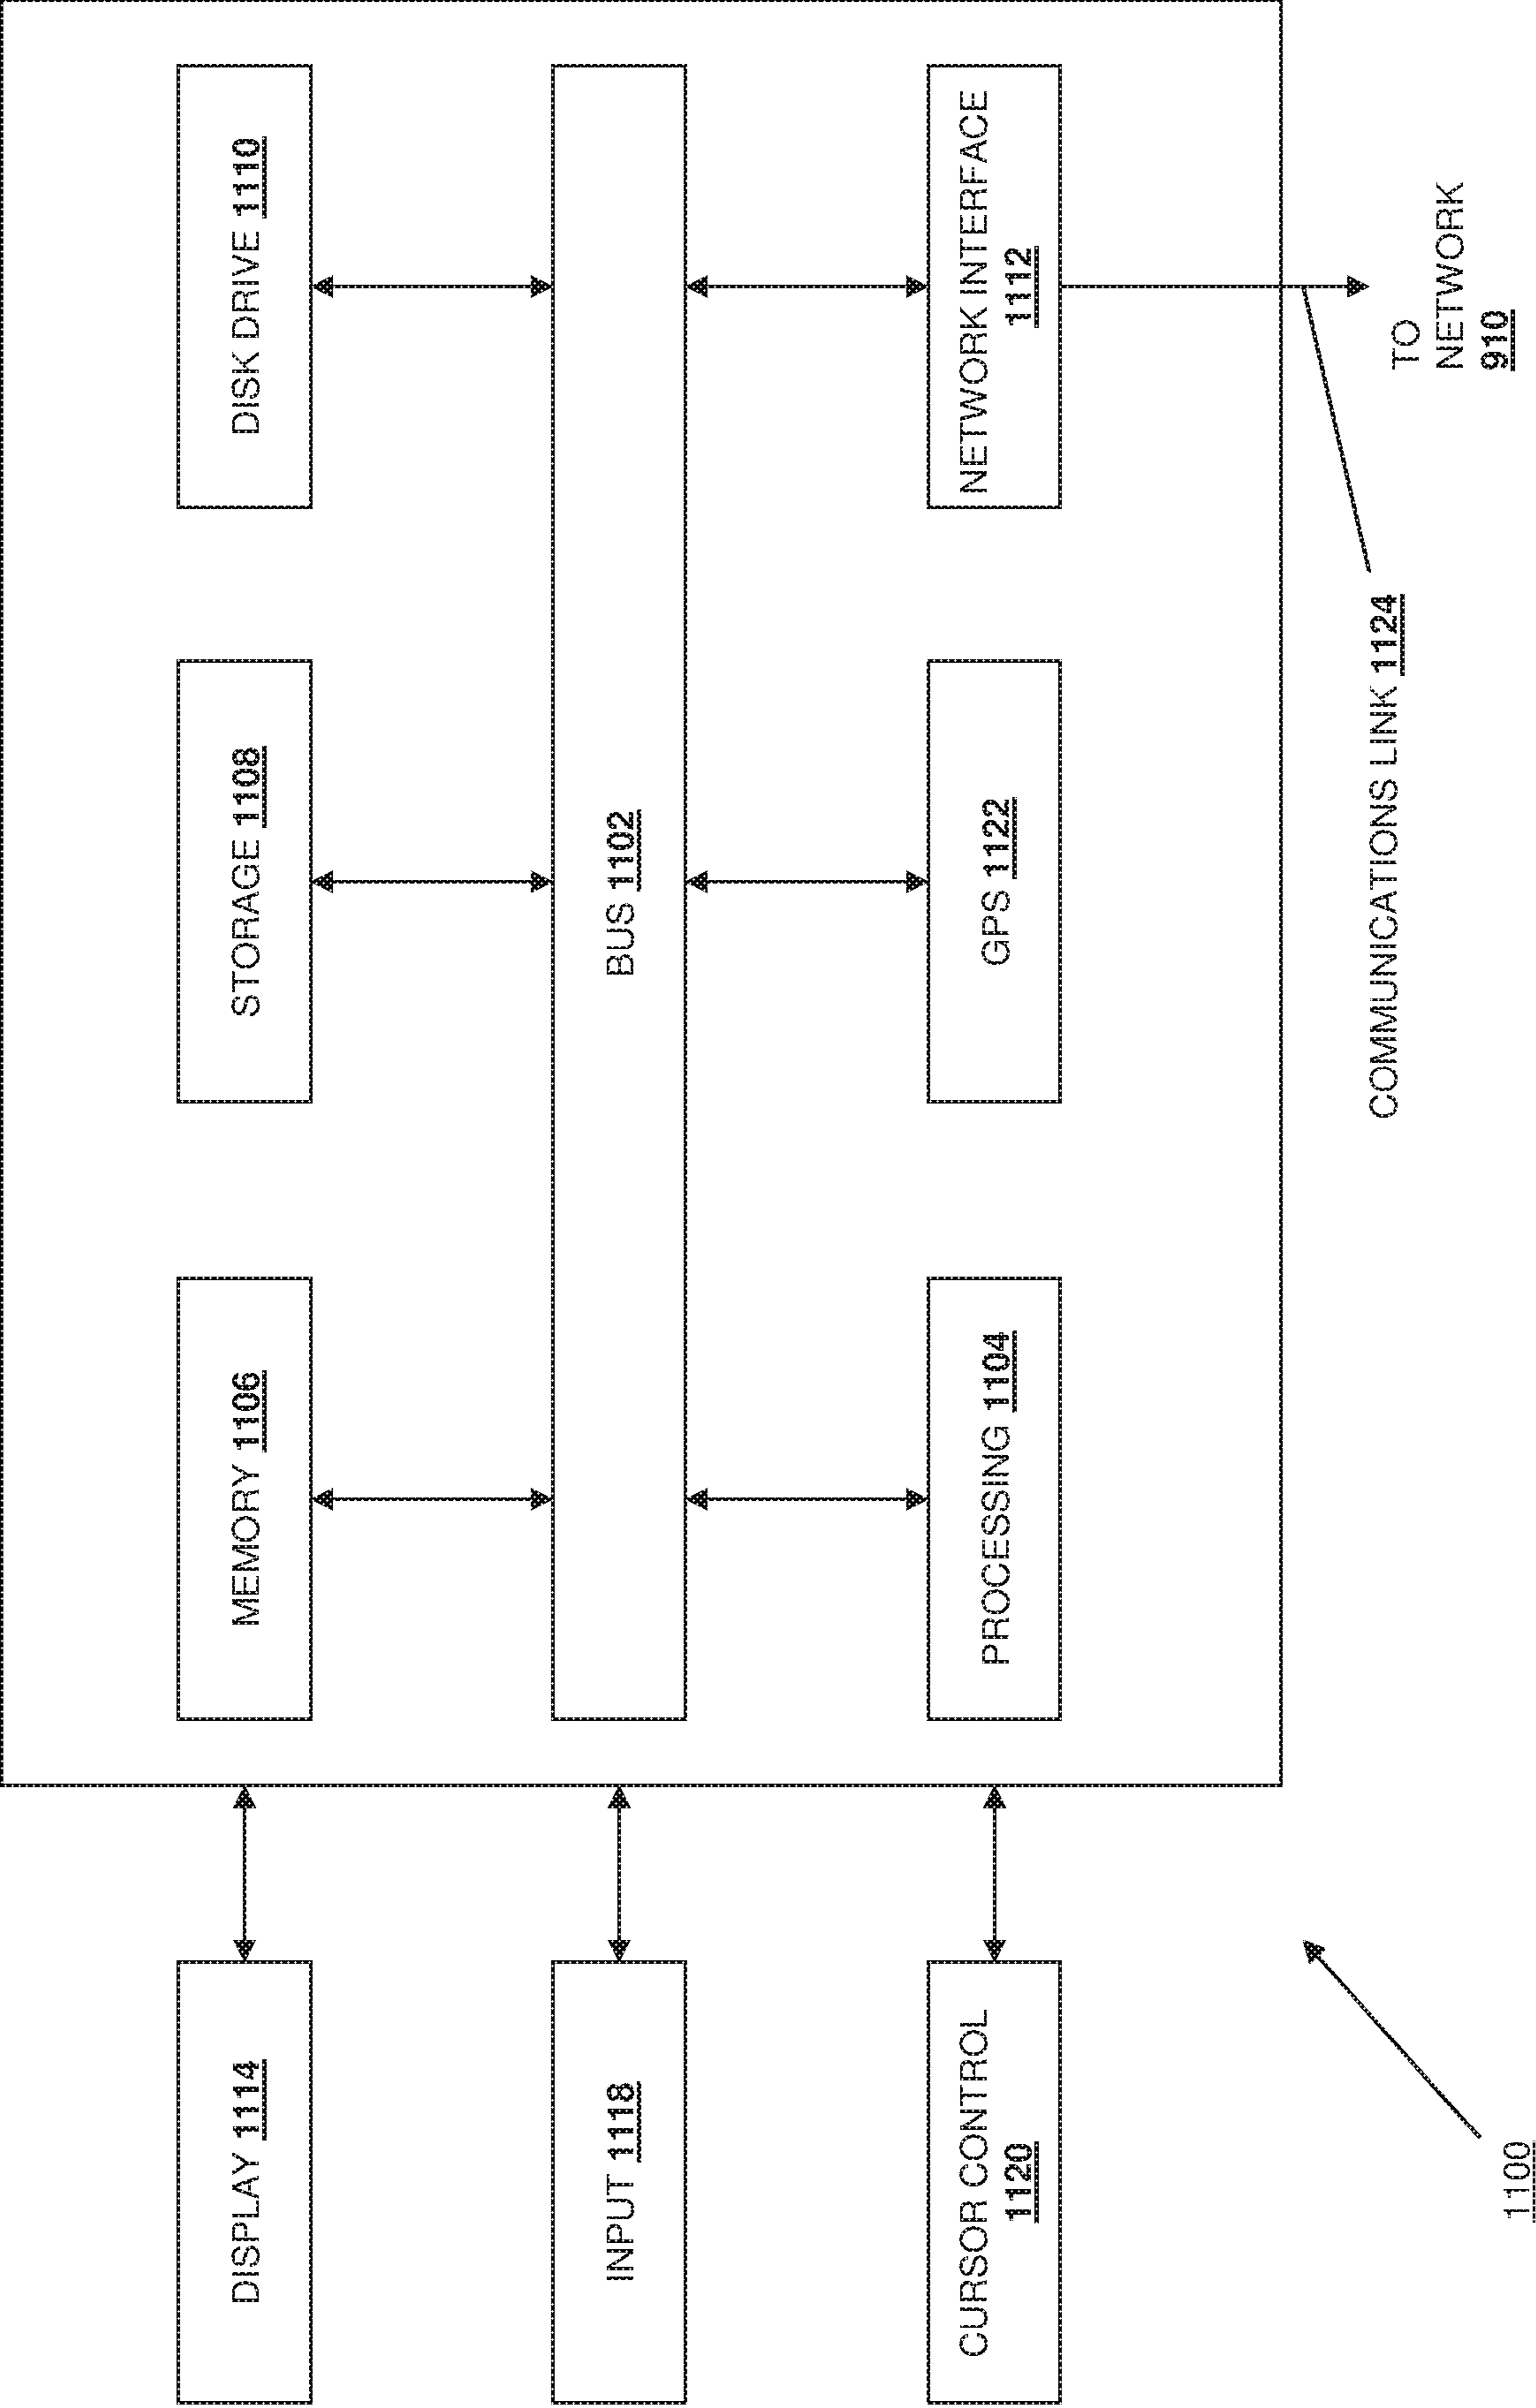 DISPLAY 1114
MEMORY 1106
STORAGE 1108
DISK DRIVE 1110
INPUT 1118
BUS 1102
CURSOR CONTROL
1120
PROCESSING 1104
GPS 1122
NETWORK INTERFACE
1112
COMMUNICATIONS LINK 1124
TO
NETWORK
910
1100